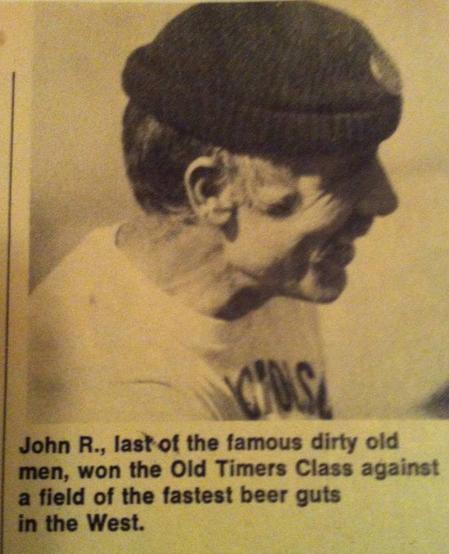 John R., last of the famous dirty old
men, won the Old Timers Class against
a field of the fastest beer guts
in the West.